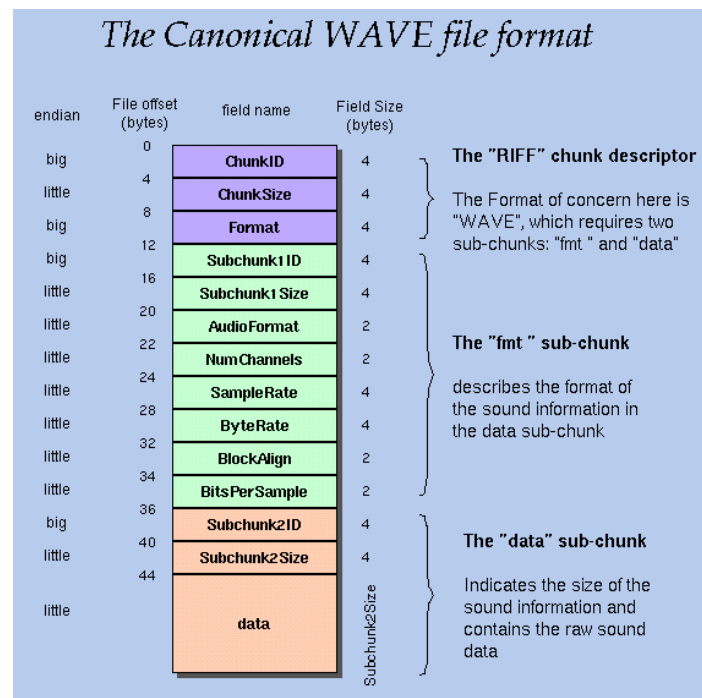 The Canonical WAVE file format
endian
File offset
(bytes)
field name
Field Size
(bytes)
0
big
ChunkID
4
4
little
ChunkSize
4
8
big
Format
4
12
The "RIFF" chunk descriptor
The Format of concern here is
"WAVE", which requires two
sub-chunks: "fmt " and "data"
big
Subchunk1ID
4
16
little
Subchunk1Size
4
20
little
AudioFormat
2
22
little
NumChannels
2
24
little
SampleRate
4
28
little
ByteRate
4
32
little
BlockAlign
2
34
little
BitsPerSample
2
36
The "fmt " sub-chunk
describes the format of
the sound information in
the data sub-chunk
big
Subchunk2ID
4
40
little
Subchunk2Size
4
44
little
data
Subchunk2Size
The "data" sub-chunk
Indicates the size of the
sound information and
contains the raw sound
data